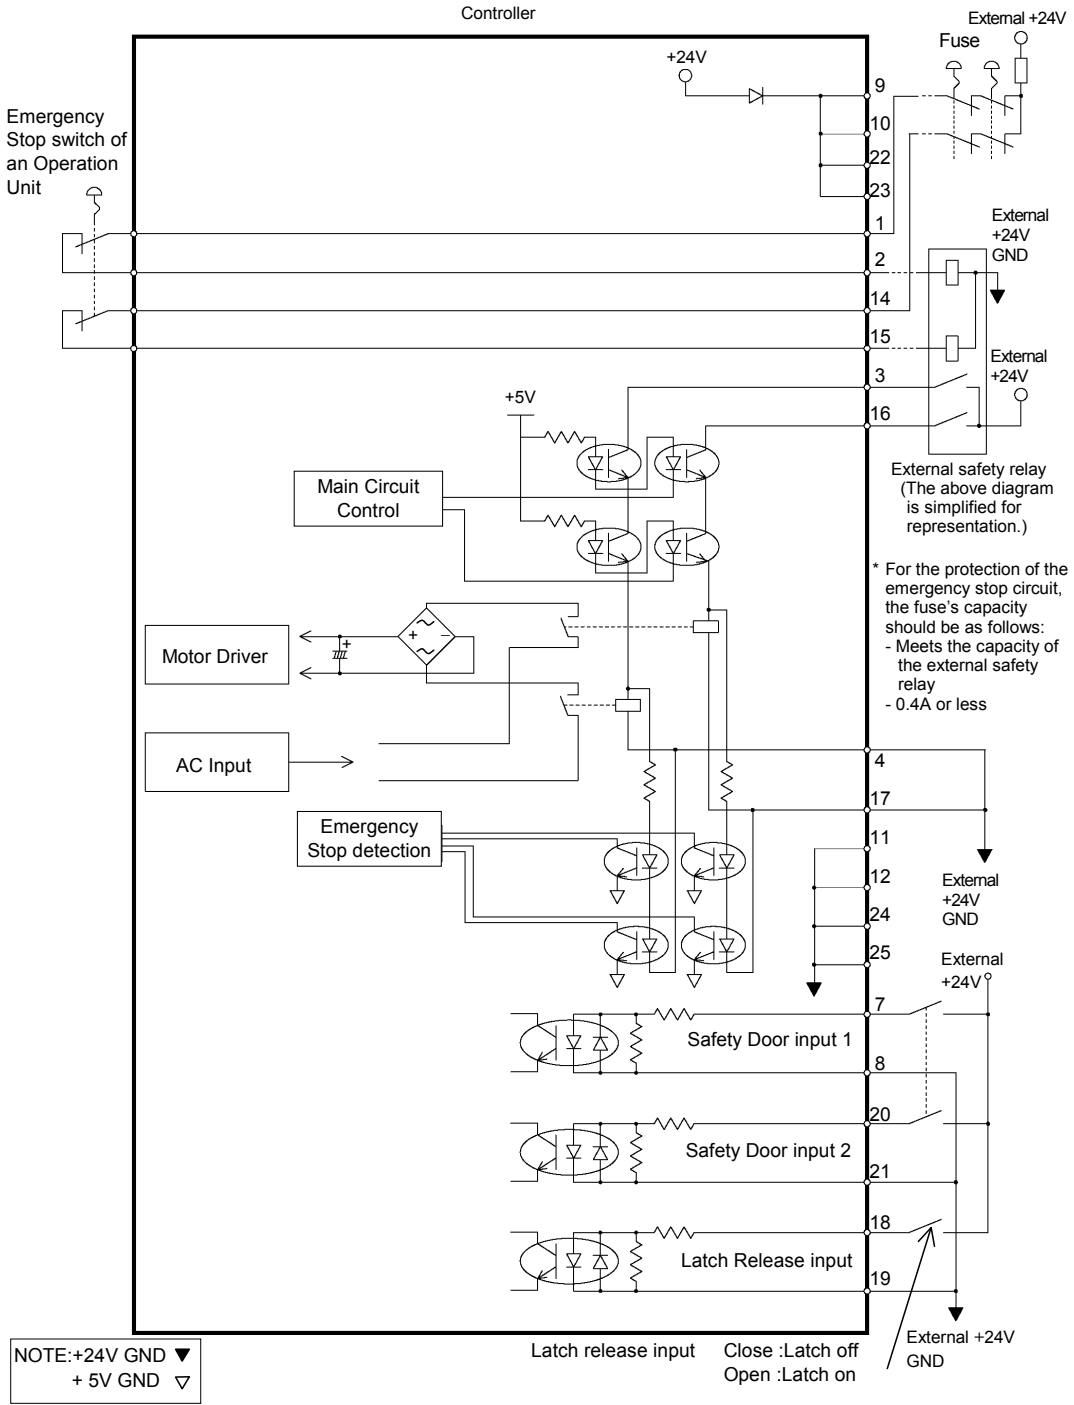 Controller
External +24V
Fuse
+24V
9
10
22
23
Emergency
Stop switch of
an Operation
Unit
1
2
14
15
External
+24V
GND
External
+24V
3
16
+5V
Main Circuit
Control
External safety relay
(The above diagram
is simplified for
representation.)
* For the protection of the
emergency stop circuit,
the fuse's capacity
should be as follows:
- Meets the capacity of
the external safety
relay
- 0.4A or less
Motor Driver
+
−
+
AC Input
4
17
Emergency
Stop detection
11
12
24
25
External
+24V
GND
External
+24V
7
Safety Door input 1
8
20
Safety Door input 2
21
18
Latch Release input
19
External +24V
GND
Latch release input Close :Latch off
Open :Latch on
NOTE:+24V GND ▼
+ 5V GND ▽